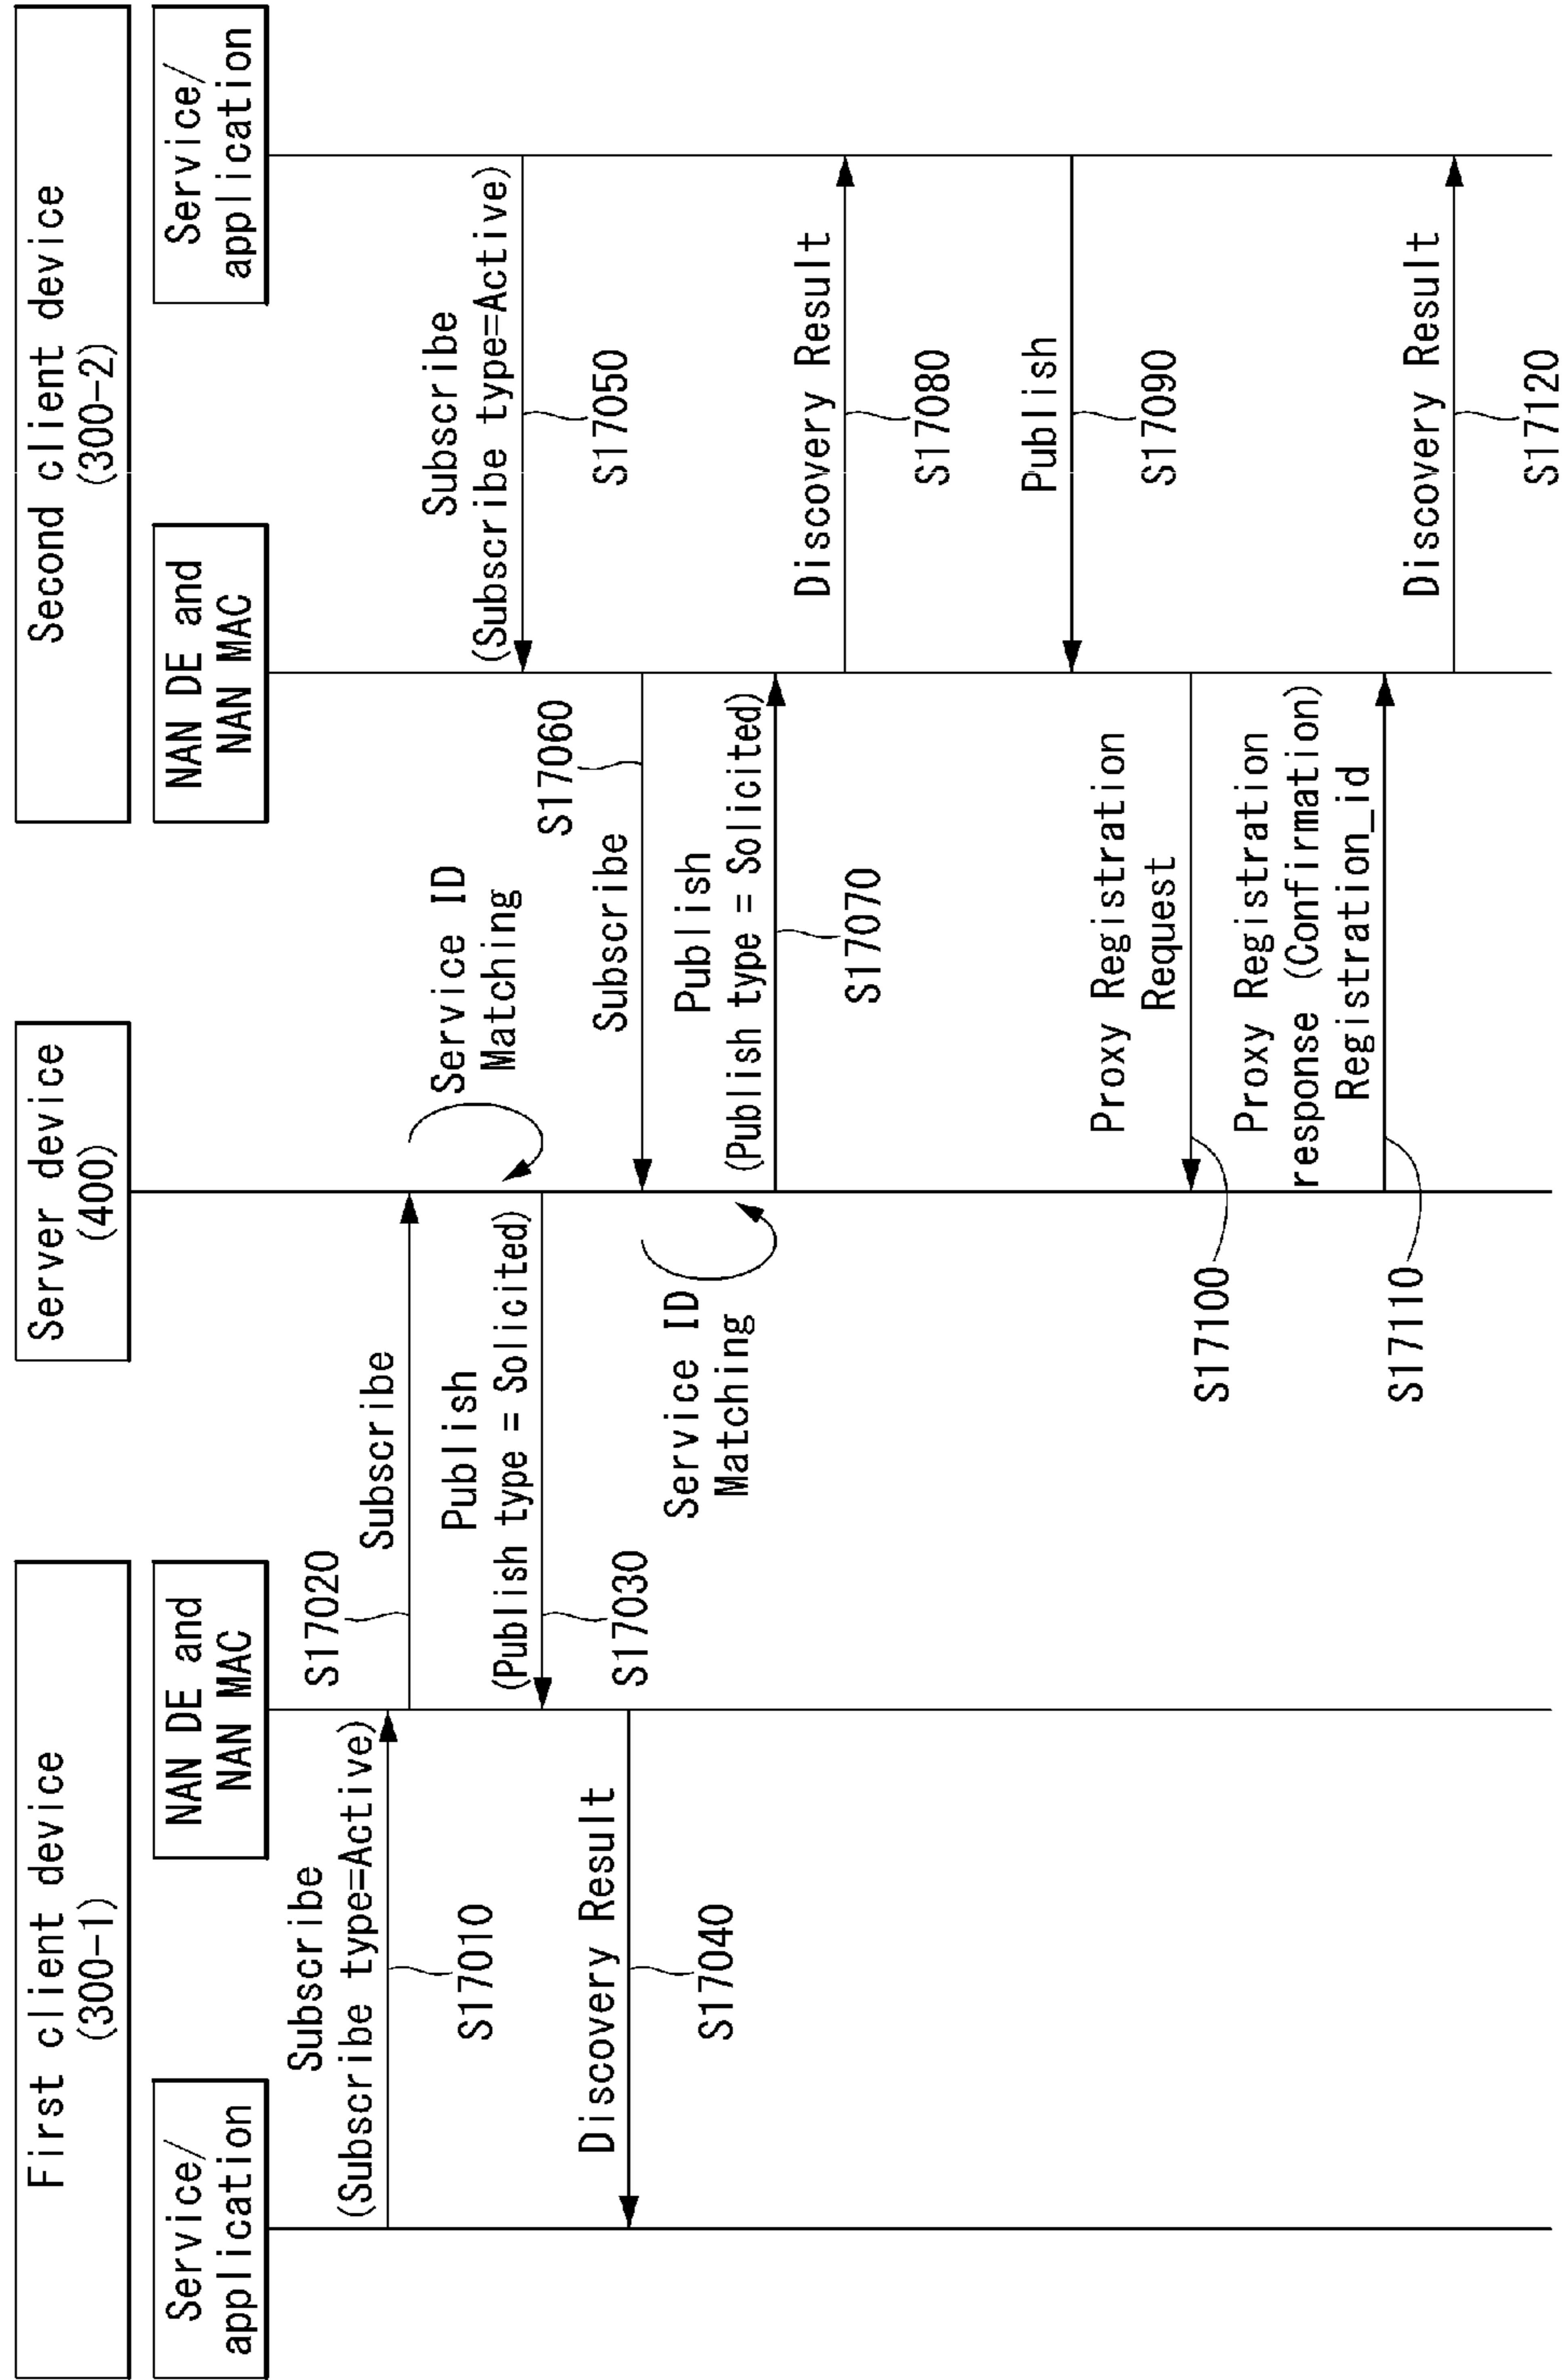 First client device
(300-1)
Server device
(400)
Second client device
(300-2)
Service/
application
NAN DE and
NAN MAC
NAN DE and
NAN MAC
Service/
application
Subscribe
(Subscribe type=Active)
S17010
S17020
Subscribe
Service ID
Matching
Publish
(Publish type = Solicited)
S17030
Discovery Result
S17040
Subscribe
(Subscribe type=Active)
S17050
S17060
Subscribe
Service ID
Matching
Publish
(Publish type = Solicited)
S17070
Discovery Result
S17080
Publish
S17090
Proxy Registration
Request
S17100
Proxy Registration
response (Confirmation)
Registration_id
S17110
Discovery Result
S17120